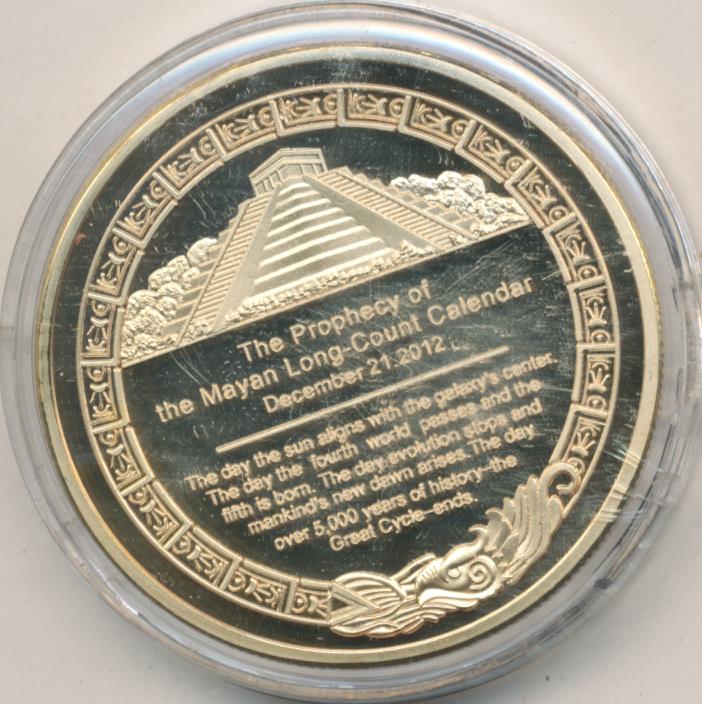 The Prophecy of
the Mayan Long-Count Calendar
December 21, 2012
The day the sun aligns with the galaxy's center.
The day the fourth world passes and the
fifth is born. The day evolution stops and
mankind's new dawn arises. The day
over 5,000 years of history–the
Great Cycle–ends.